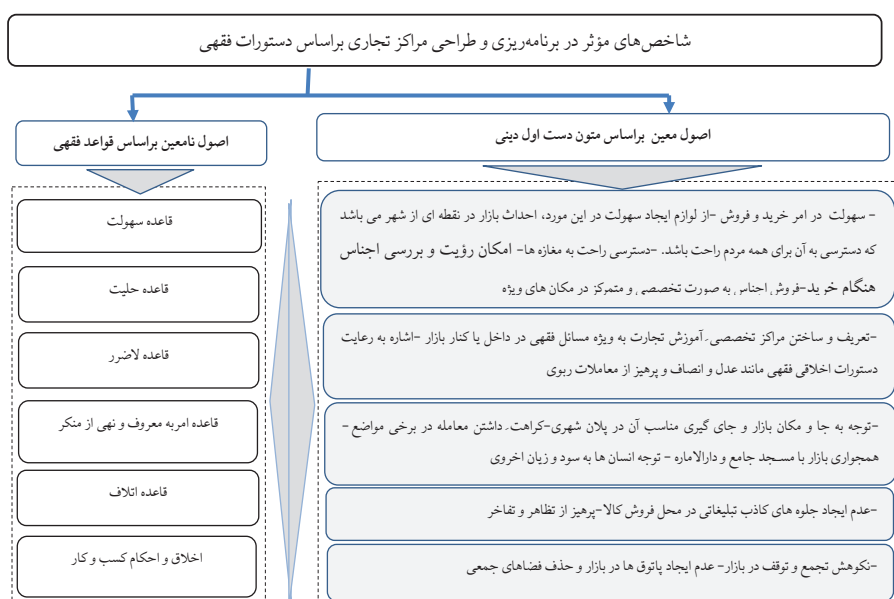 شاخص‌های مؤثر در برنامه‌ریزی و طراحی مراکز تجاری براساس دستورات فقهی
اصول معین براساس متون دست اول دینی
- سهولت در امر خرید و فروش -از لوازم ایجاد سهولت در این مورد، احداث بازار در نقطه ای از شهر می باشد
که دسترسی به آن برای همه مردم راحت باشد. -دسترسی راحت به مغازه ها- امکان رؤیت و بررسی اجناس
هنگام خرید-فروش اجناس به صورت تخصصی و متمرکز در مکان های ویژه
-تعریف و ساختن مراکز تخصصی ِ آموزش تجارت به ویژه مسائل فقهی در داخل یا کنار بازار -اشاره به رعایت
دستورات اخلاقی فقهی مانند عدل و انصاف و پرهیز از معاملات ربوی
-توجه به جا و مکان بازار و جای گیری مناسب آن در پلان شهری-کراهت ِ داشتن معامله در برخی مواضع -
همجواری بازار با مسجد جامع و دارالاماره - توجه انسان ها به سود و زیان اخروی
-عدم ایجاد جلوه های کاذب تبلیغاتی در محل فروش کالا-پرهیز از تظاهر و تفاخر
-نکوهش تجمع و توقف در بازار- عدم ایجاد پاتوق ها در بازار و حذف فضاهای جمعی
اصول نامعین براساس قواعد فقهی
قاعده سهولت
قاعده حلیت
قاعده لاضرر
قاعده امربه معروف و نهی از منکر
قاعده اتلاف
اخلاق و احکام کسب و کار